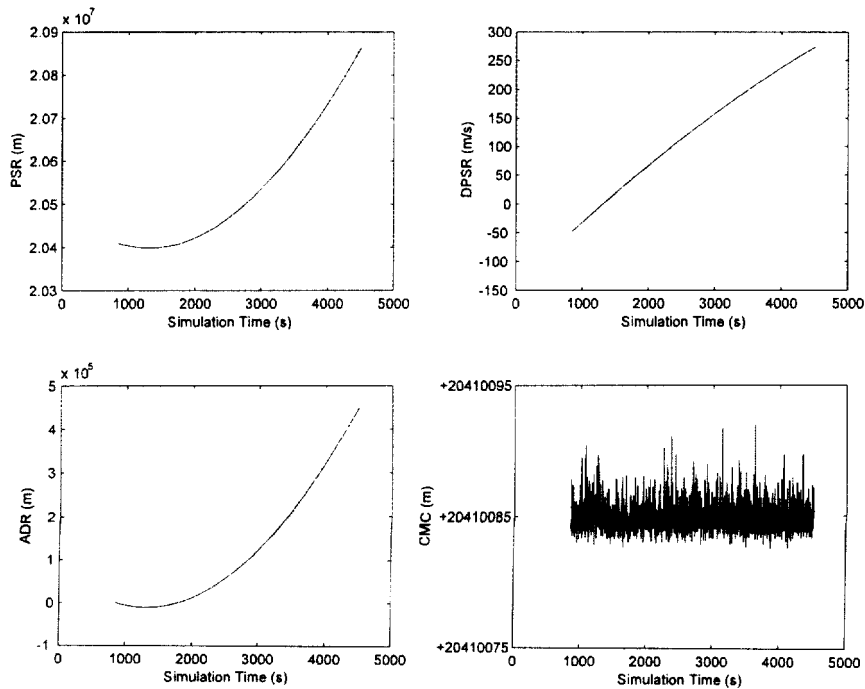 x 10^7
2.09
2.08
2.07
2.06
2.05
2.04
2.03
PSR (m)
0 1000 2000 3000 4000 5000
Simulation Time (s)
300
250
200
150
100
50
0
-50
-100
-150
DPSR (m/s)
0 1000 2000 3000 4000 5000
Simulation Time (s)
x 10^5
5
4
3
2
1
0
-1
ADR (m)
0 1000 2000 3000 4000 5000
Simulation Time (s)
+20410095
+20410085
+20410075
CMC (m)
0 1000 2000 3000 4000 5000
Simulation Time (s)